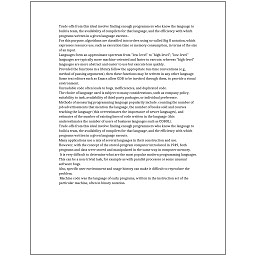 Trade-offs from this ideal involve finding enough programmers who know the language to
build a team, the availability of compilers for that language, and the efficiency with which
programs written in a given language execute.
For this purpose algorithms are classified into orders using so-called Big O notation, which
expresses resource use, such as execution time or memory consumption, in terms of the size
of an input.
Languages form an approximate spectrum from "low-level" to "high-level"; "low-level"
languages are typically more machine-oriented and faster to execute, whereas "high-level"
languages are more abstract and easier to use but execute less quickly.
Provided the functions in a library follow the appropriate run-time conventions (e.g.,
method of passing arguments), then these functions may be written in any other language.
Some text editors such as Emacs allow GDB to be invoked through them, to provide a visual
environment.
Unreadable code often leads to bugs, inefficiencies, and duplicated code.
The choice of language used is subject to many considerations, such as company policy,
suitability to task, availability of third-party packages, or individual preference.
Methods of measuring programming language popularity include: counting the number of
job advertisements that mention the language, the number of books sold and courses
teaching the language (this overestimates the importance of newer languages), and
estimates of the number of existing lines of code written in the language (this
underestimates the number of users of business languages such as COBOL).
Trade-offs from this ideal involve finding enough programmers who know the language to
build a team, the availability of compilers for that language, and the efficiency with which
programs written in a given language execute.
Many applications use a mix of several languages in their construction and use.
However, with the concept of the stored-program computer introduced in 1949, both
programs and data were stored and manipulated in the same way in computer memory.
It is very difficult to determine what are the most popular modern programming languages.
This can be a non-trivial task, for example as with parallel processes or some unusual
software bugs.
Also, specific user environment and usage history can make it difficult to reproduce the
problem.
Machine code was the language of early programs, written in the instruction set of the
particular machine, often in binary notation.